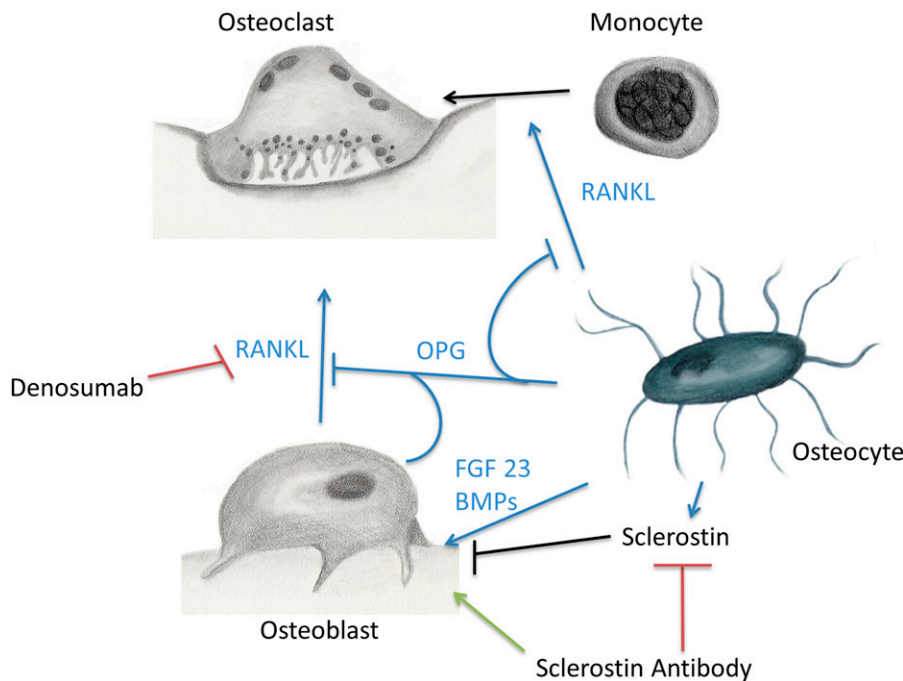 Osteoclast
Monocyte
RANKL
RANKL
OPG
Denosumab
Osteocyte
FGF 23
BMPs
Sclerostin
Osteoblast
Sclerostin Antibody